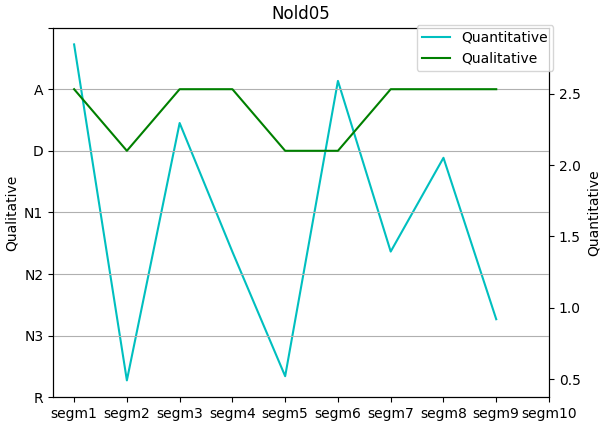 Nold05
Quantitative
Qualitative
A
D
N1
N2
N3
R
Qualitative
2.5
2.0
1.5
1.0
0.5
Quantitative
segm1 segm2 segm3 segm4 segm5 segm6 segm7 segm8 segm9 segm10